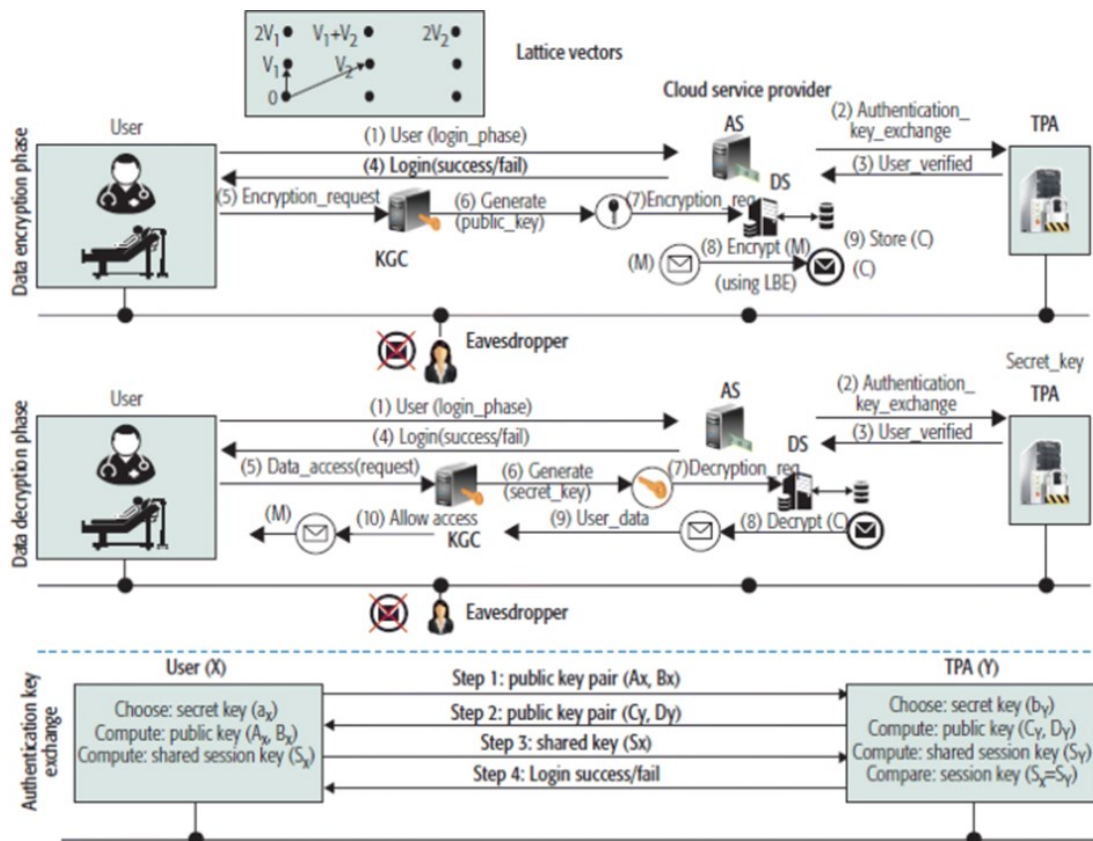 2V₁ V₁+V₂ 2V₂
Lattice vectors
V₁ V₂
0
Cloud service provider
Data encryption phase
User
(1) User (login_phase)
AS
(2) Authentication_
key_exchange
TPA
(4) Login(success/fail)
(3) User_verified
DS
(5) Encryption_request
(6) Generate
(public_key)
(7)Encryption_req
KGC
(M)
(8) Encrypt (M)
(using LBE)
(9) Store (C)
(C)
Eavesdropper
Data decryption phase
User
(1) User (login_phase)
AS
(2) Authentication_
key_exchange
Secret_key
TPA
(4) Login(success/fail)
(3) User_verified
DS
(5) Data_access(request)
(6) Generate
(secret_key)
(7)Decryption_req
(M)
(10) Allow access
KGC
(9) User_data
(8) Decrypt (C)
Eavesdropper
Authentication key
exchange
User (X)
Choose: secret key (aₓ)
Compute: public key (Aₓ, Bₓ)
Compute: shared session key (Sₓ)
Step 1: public key pair (Ax, Bx)
Step 2: public key pair (Cy, Dy)
Step 3: shared key (Sx)
Step 4: Login success/fail
TPA (Y)
Choose: secret key (bY)
Compute: public key (CY, DY)
Compute: shared session key (SY)
Compare: session key (Sₓ=SY)